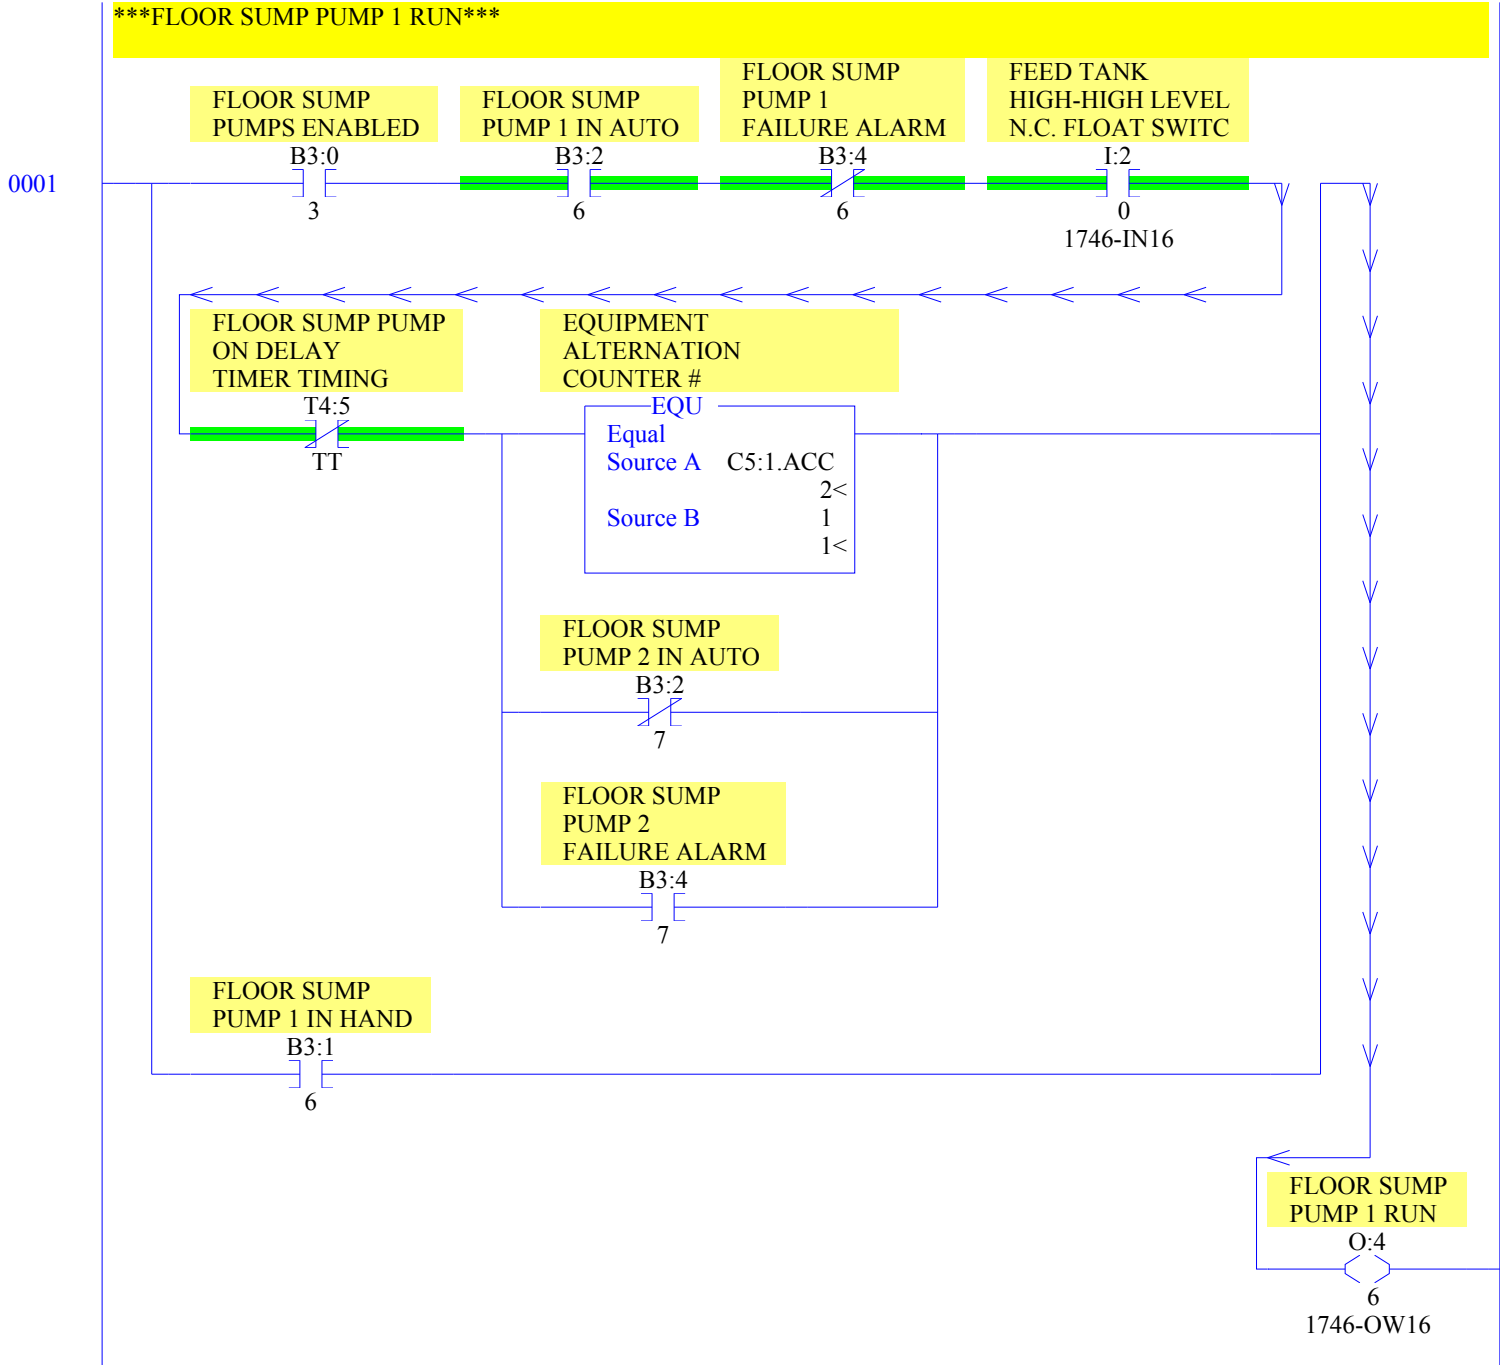 ***FLOOR SUMP PUMP 1 RUN***
FLOOR SUMP
PUMPS ENABLED
B3:0
3
FLOOR SUMP
PUMP 1 IN AUTO
B3:2
6
FLOOR SUMP
PUMP 1
FAILURE ALARM
B3:4
6
FEED TANK
HIGH-HIGH LEVEL
N.C. FLOAT SWITC
I:2
0
1746-IN16
0001
FLOOR SUMP PUMP
ON DELAY
TIMER TIMING
T4:5
TT
EQUIPMENT
ALTERNATION
COUNTER #
EQU
Equal
Source A C5:1.ACC
2<
Source B 1
1<
FLOOR SUMP
PUMP 2 IN AUTO
B3:2
7
FLOOR SUMP
PUMP 2
FAILURE ALARM
B3:4
7
FLOOR SUMP
PUMP 1 IN HAND
B3:1
6
FLOOR SUMP
PUMP 1 RUN
O:4
6
1746-OW16